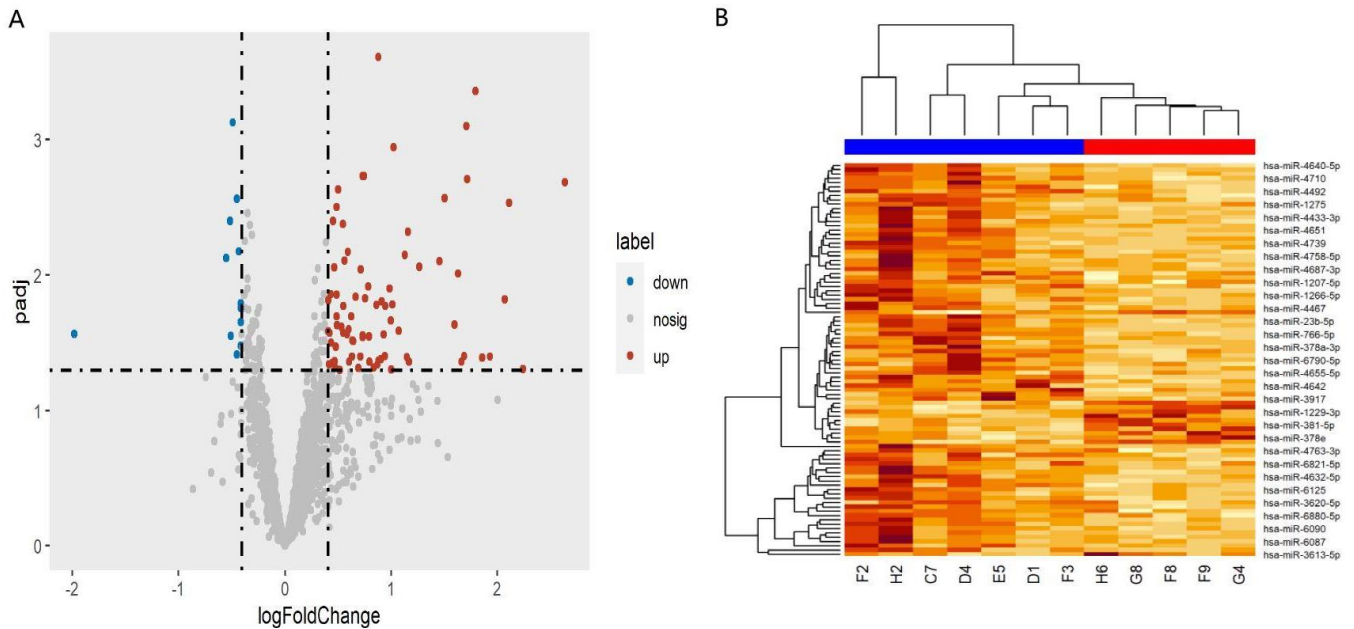 A
padj
3
2
1
0
-2
-1
0
1
2
logFoldChange
label
down
nosig
up
B
hsa-miR-4640-5p
hsa-miR-4710
hsa-miR-4492
hsa-miR-1275
hsa-miR-4433-3p
hsa-miR-4651
hsa-miR-4739
hsa-miR-4758-5p
hsa-miR-4687-3p
hsa-miR-1207-5p
hsa-miR-1266-5p
hsa-miR-4467
hsa-miR-23b-5p
hsa-miR-766-5p
hsa-miR-378a-3p
hsa-miR-6790-5p
hsa-miR-4655-5p
hsa-miR-4642
hsa-miR-3917
hsa-miR-1229-3p
hsa-miR-381-5p
hsa-miR-378e
hsa-miR-4763-3p
hsa-miR-6821-5p
hsa-miR-4632-5p
hsa-miR-6125
hsa-miR-3620-5p
hsa-miR-6880-5p
hsa-miR-6090
hsa-miR-6087
hsa-miR-3613-5p
F2 H2 C7 D4 E5 D1 F3 H6 G8 F8 F9 G4